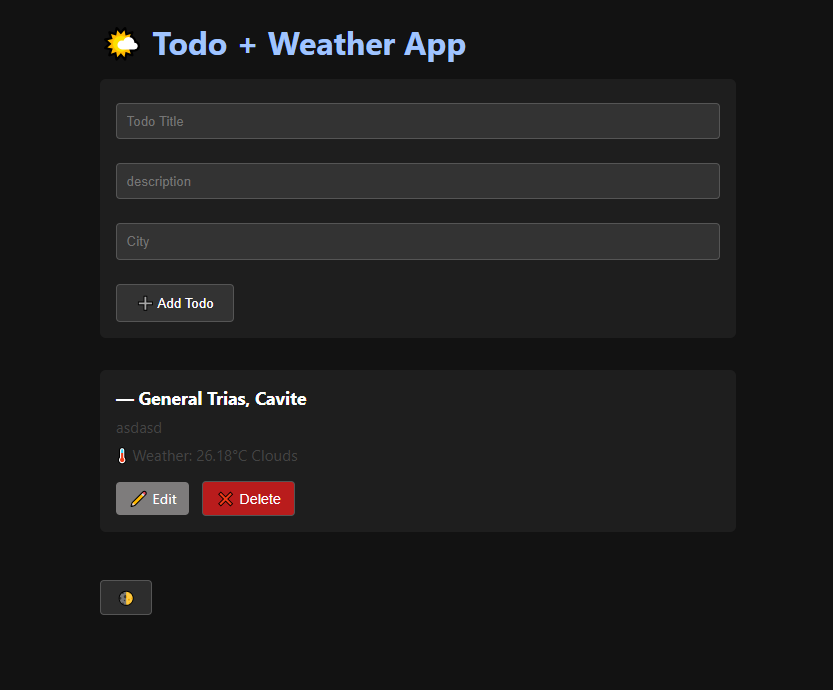 Todo + Weather App
Todo Title
description
City
Add Todo
— General Trias, Cavite
asdasd
Weather: 26.18°C Clouds
Edit
Delete